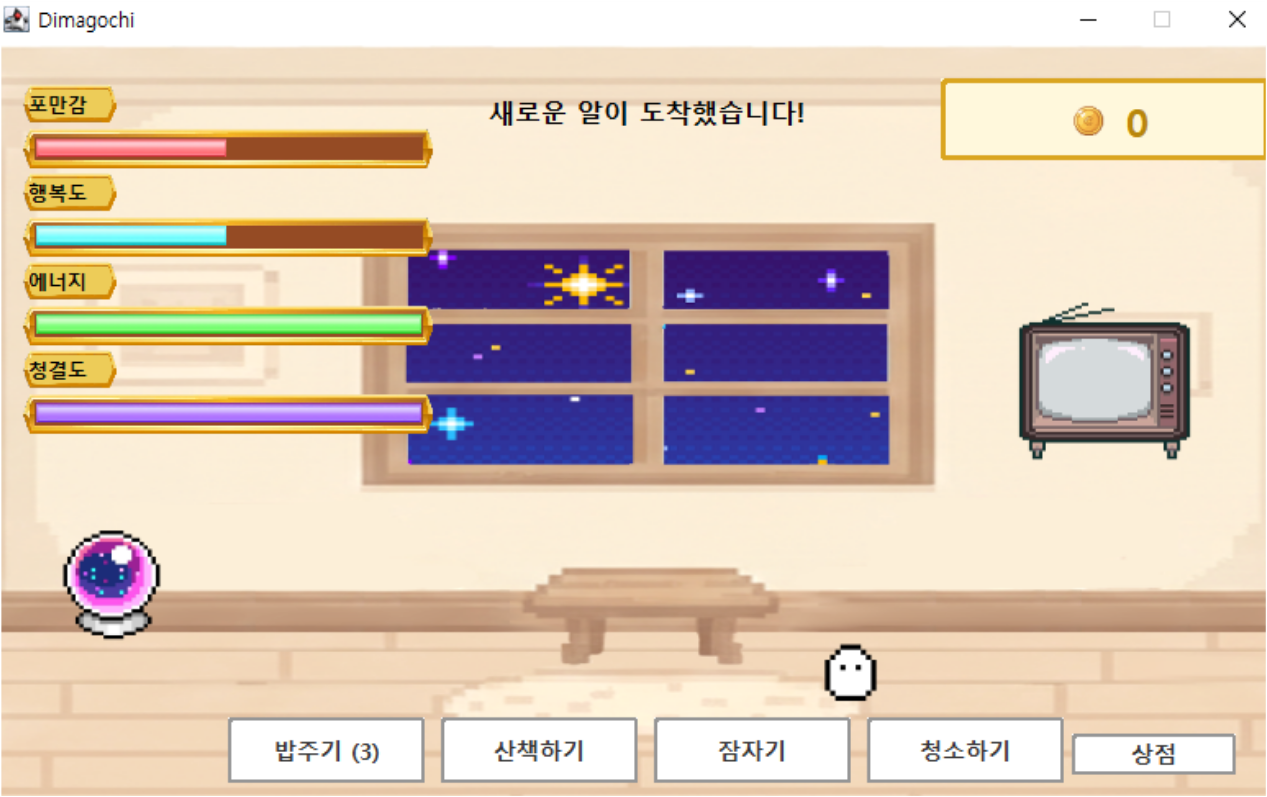 Dimagochi
포만감
새로운 알이 도착했습니다!
0
행복도
에너지
청결도
밥주기 (3)
산책하기
잠자기
청소하기
상점